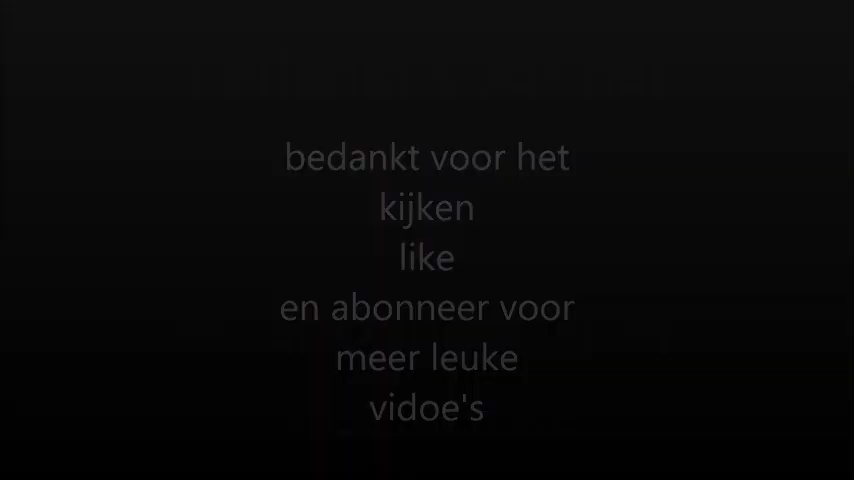 bedankt voor het
kijken
like
en abonneer voor
meer leuke
vidoe's